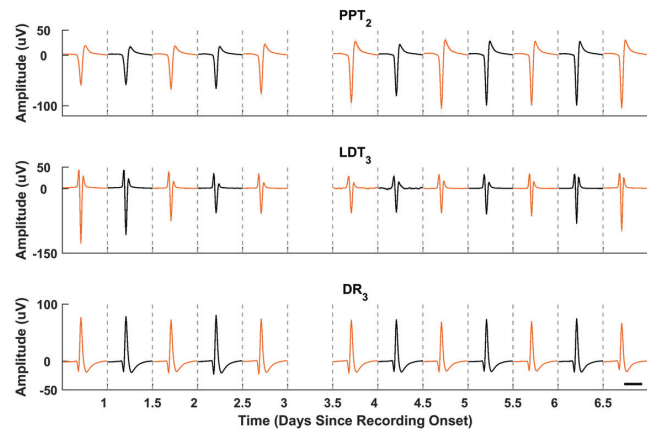 PPT2
50
0
-100
Amplitude (uV)
LDT3
50
0
-150
Amplitude (uV)
DR3
100
0
-50
Amplitude (uV)
1 1.5 2 2.5 3 3.5 4 4.5 5 5.5 6 6.5
Time (Days Since Recording Onset)